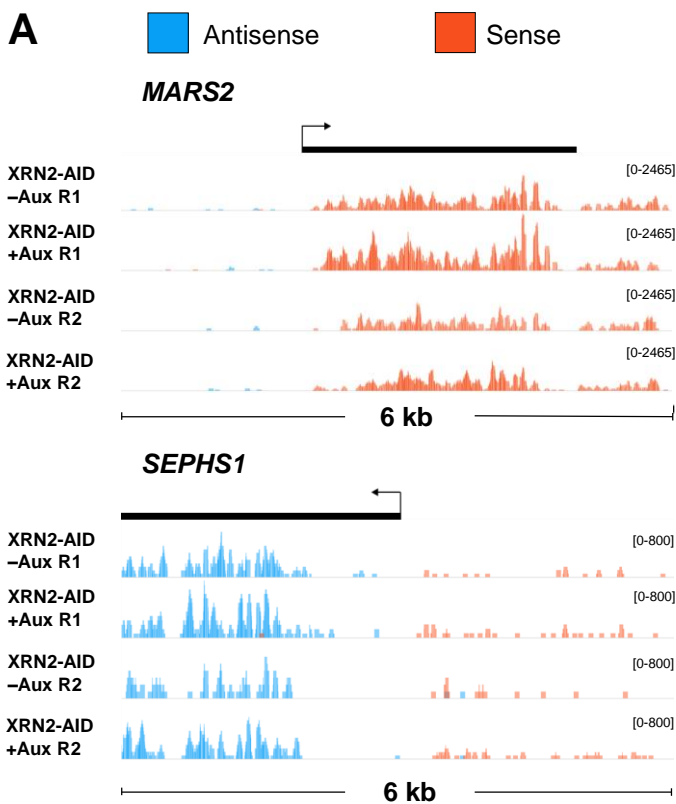 A
Antisense Sense
MARS2
XRN2-AID
–Aux R1
[0-2465]
XRN2-AID
+Aux R1
[0-2465]
XRN2-AID
–Aux R2
[0-2465]
XRN2-AID
+Aux R2
[0-2465]
6 kb
SEPHS1
XRN2-AID
–Aux R1
[0-800]
XRN2-AID
+Aux R1
[0-800]
XRN2-AID
–Aux R2
[0-800]
XRN2-AID
+Aux R2
[0-800]
6 kb